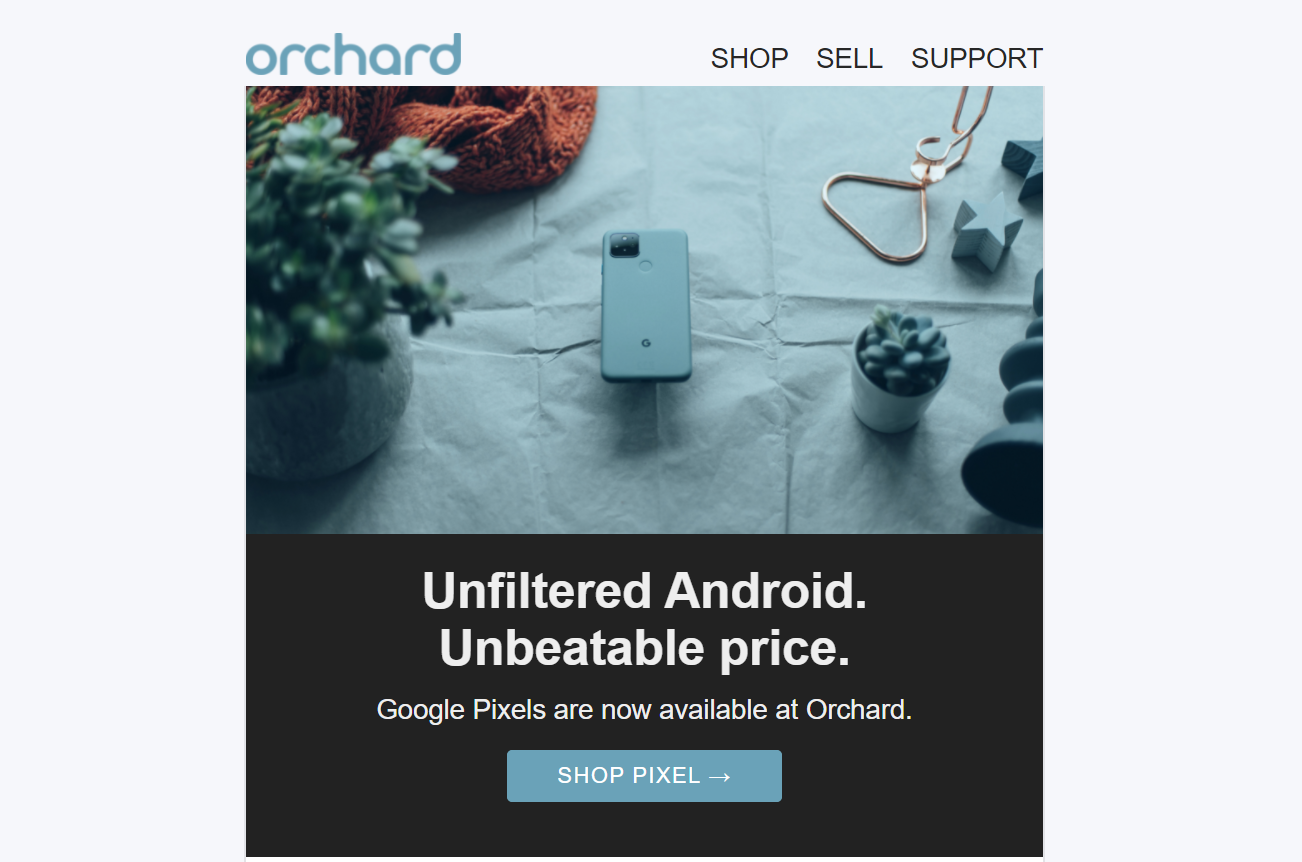 orchard
SHOP SELL SUPPORT
G
Unfiltered Android.
Unbeatable price.
Google Pixels are now available at Orchard.
SHOP PIXEL →